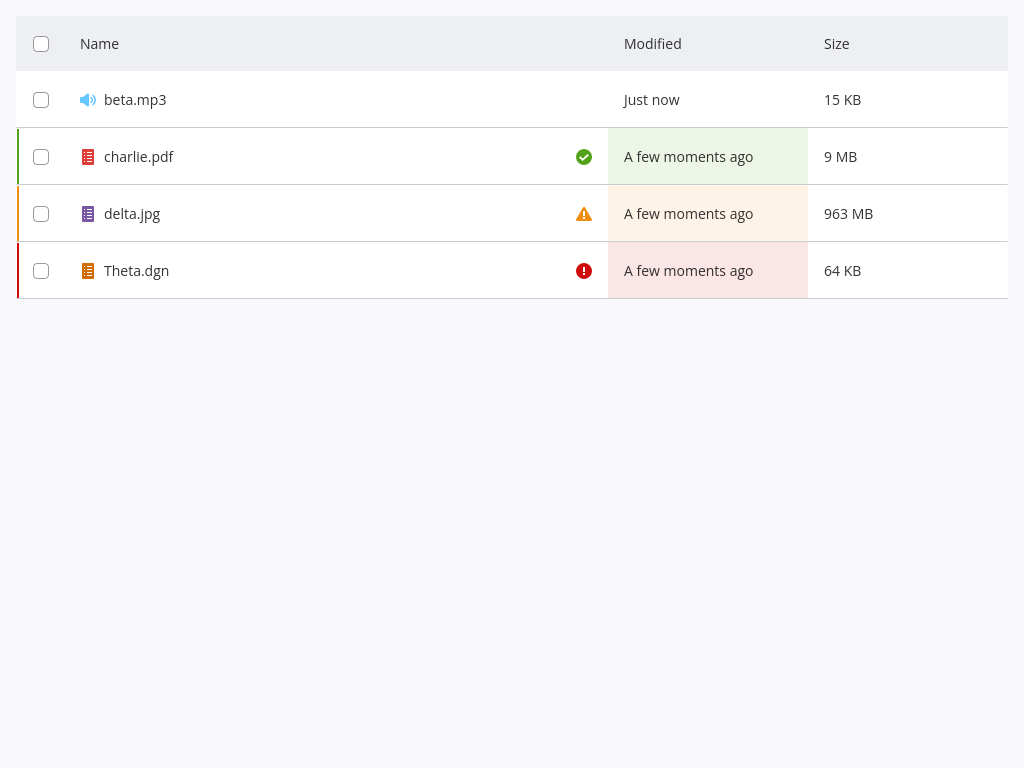 Name Modified Size
beta.mp3 Just now 15 KB
charlie.pdf A few moments ago 9 MB
delta.jpg A few moments ago 963 MB
Theta.dgn A few moments ago 64 KB